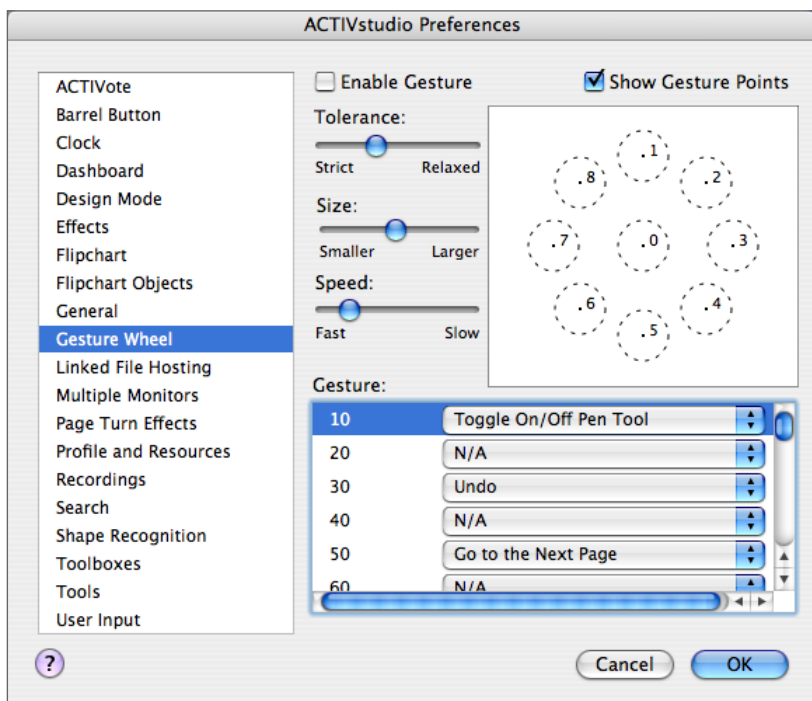 ACTIVstudio Preferences
ACTIVote
Barrel Button
Clock
Dashboard
Design Mode
Effects
Flipchart
Flipchart Objects
General
Gesture Wheel
Linked File Hosting
Multiple Monitors
Page Turn Effects
Profile and Resources
Recordings
Search
Shape Recognition
Toolboxes
Tools
User Input
Enable Gesture
Show Gesture Points
Tolerance:
Strict Relaxed
Size:
Smaller Larger
Speed:
Fast Slow
.1
.8 .2
.7 .0 .3
.6 .4
.5
Gesture:
10 Toggle On/Off Pen Tool
20 N/A
30 Undo
40 N/A
50 Go to the Next Page
60 N/A
? Cancel OK